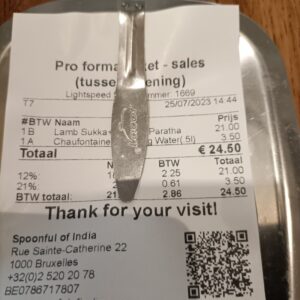 Pro forma ket - sales
(tusse ening)
Lightspeed mmer: 1669
T7 25/07/2023 14:44
#BTW Naam Prijs
1 B Lamb Sukka Paratha 21.00
1 A Chaufontaine g Water(.5l) 3.50
Totaal € 24.50
BTW Totaal
12% 2.25 21.00
21% 0.61 3.50
BTW totaal: 2.86 24.50
Thank for your visit!
Spoonful of India
Rue Sainte-Catherine 22
1000 Bruxelles
+32(0)2 520 20 78
BE0786717807